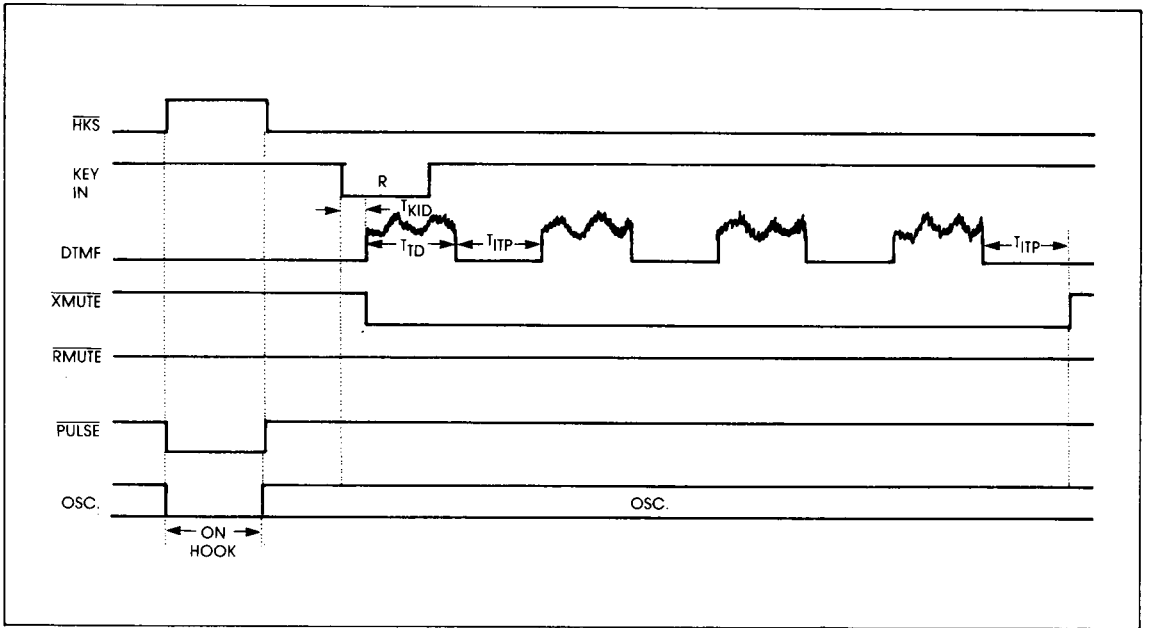 HKS
KEY
IN
R
TKID
DTMF
TTD
TITP
TITP
XMUTE
RMUTE
PULSE
OSC.
OSC.
ON
HOOK